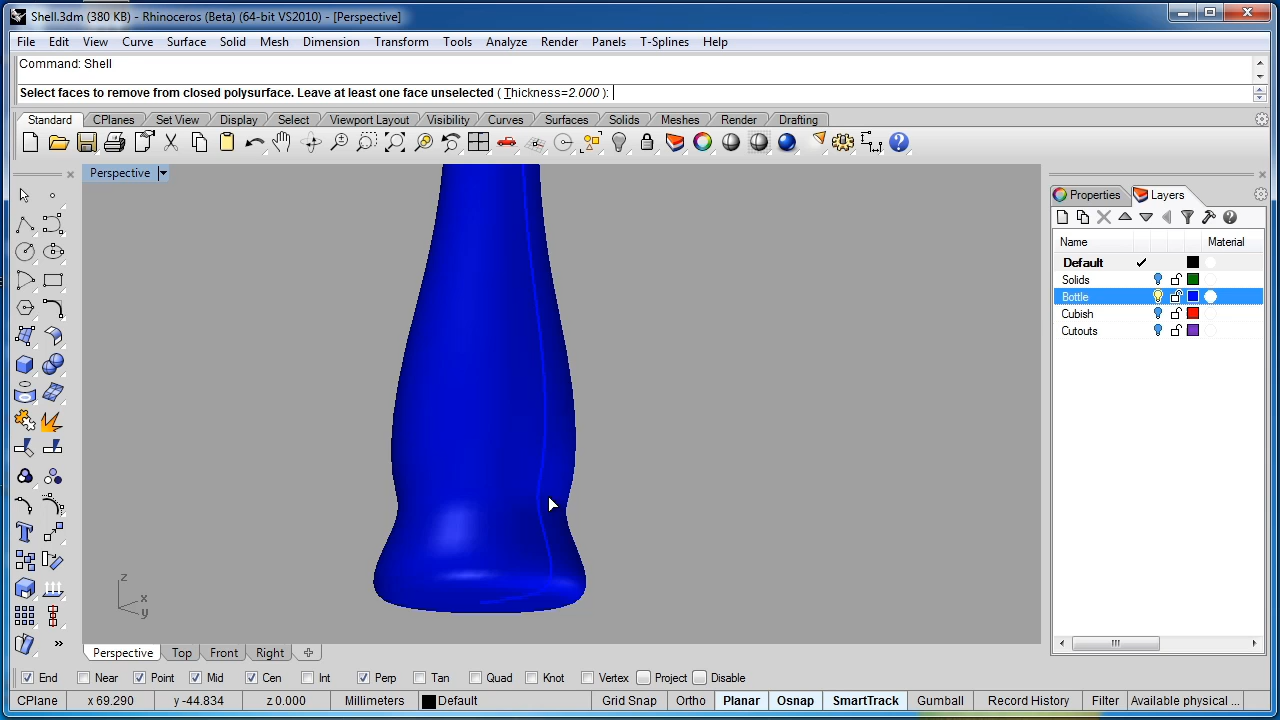 Shell.3dm (380 KB) - Rhinoceros (Beta) (64-bit VS2010) - [Perspective]
File Edit View Curve Surface Solid Mesh Dimension Transform Tools Analyze Render Panels T-Splines Help
Command: Shell
Select faces to remove from closed polysurface. Leave at least one face unselected ( Thickness=2.000 ):
Standard CPlanes Set View Display Select Viewport Layout Visibility Curves Surfaces Solids Meshes Render Drafting
Perspective
Properties Layers
Name Material
Default
Solids
Bottle
Cubish
Cutouts
z
x
y
Perspective Top Front Right
End Near Point Mid Cen Int Perp Tan Quad Knot Vertex Project Disable
CPlane x 69.290 y -44.834 z 0.000 Millimeters Default Grid Snap Ortho Planar Osnap SmartTrack Gumball Record History Filter Available physical ...